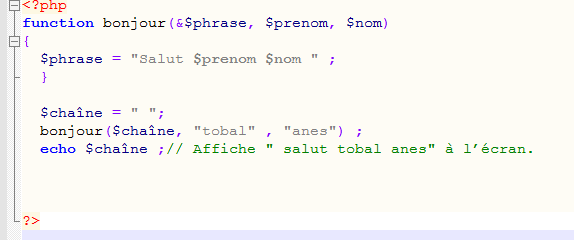 <?php
function bonjour(&$phrase, $prenom, $nom)
{
$phrase = "Salut $prenom $nom " ;
}
$chaîne = " ";
bonjour($chaîne, "tobal" , "anes") ;
echo $chaîne ;// Affiche " salut tobal anes" à l’écran.
?>